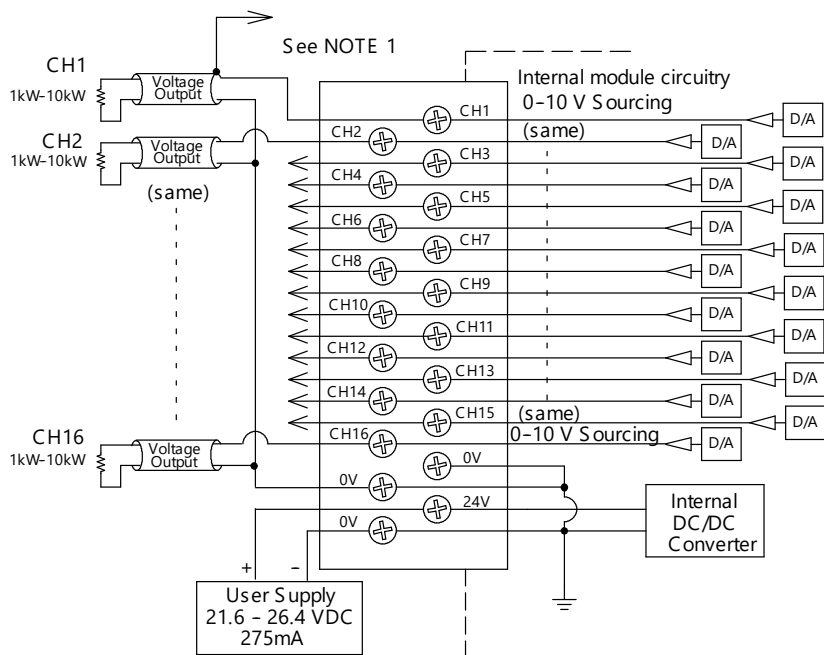 See NOTE 1
CH1
Voltage
Output
1kW-10kW
CH2
Voltage
Output
1kW-10kW
(same)
CH16
Voltage
Output
1kW-10kW
Internal module circuitry
0-10 V Sourcing
(same)
CH1
D/A
CH2
D/A
CH3
D/A
CH4
D/A
CH5
D/A
CH6
D/A
CH7
D/A
CH8
D/A
CH9
D/A
CH10
D/A
CH11
D/A
CH12
D/A
CH13
D/A
CH14
D/A
CH15
D/A
(same)
0-10 V Sourcing
CH16
D/A
0V
0V
24V
0V
Internal
DC/DC
Converter
+
-
User Supply
21.6 - 26.4 VDC
275mA